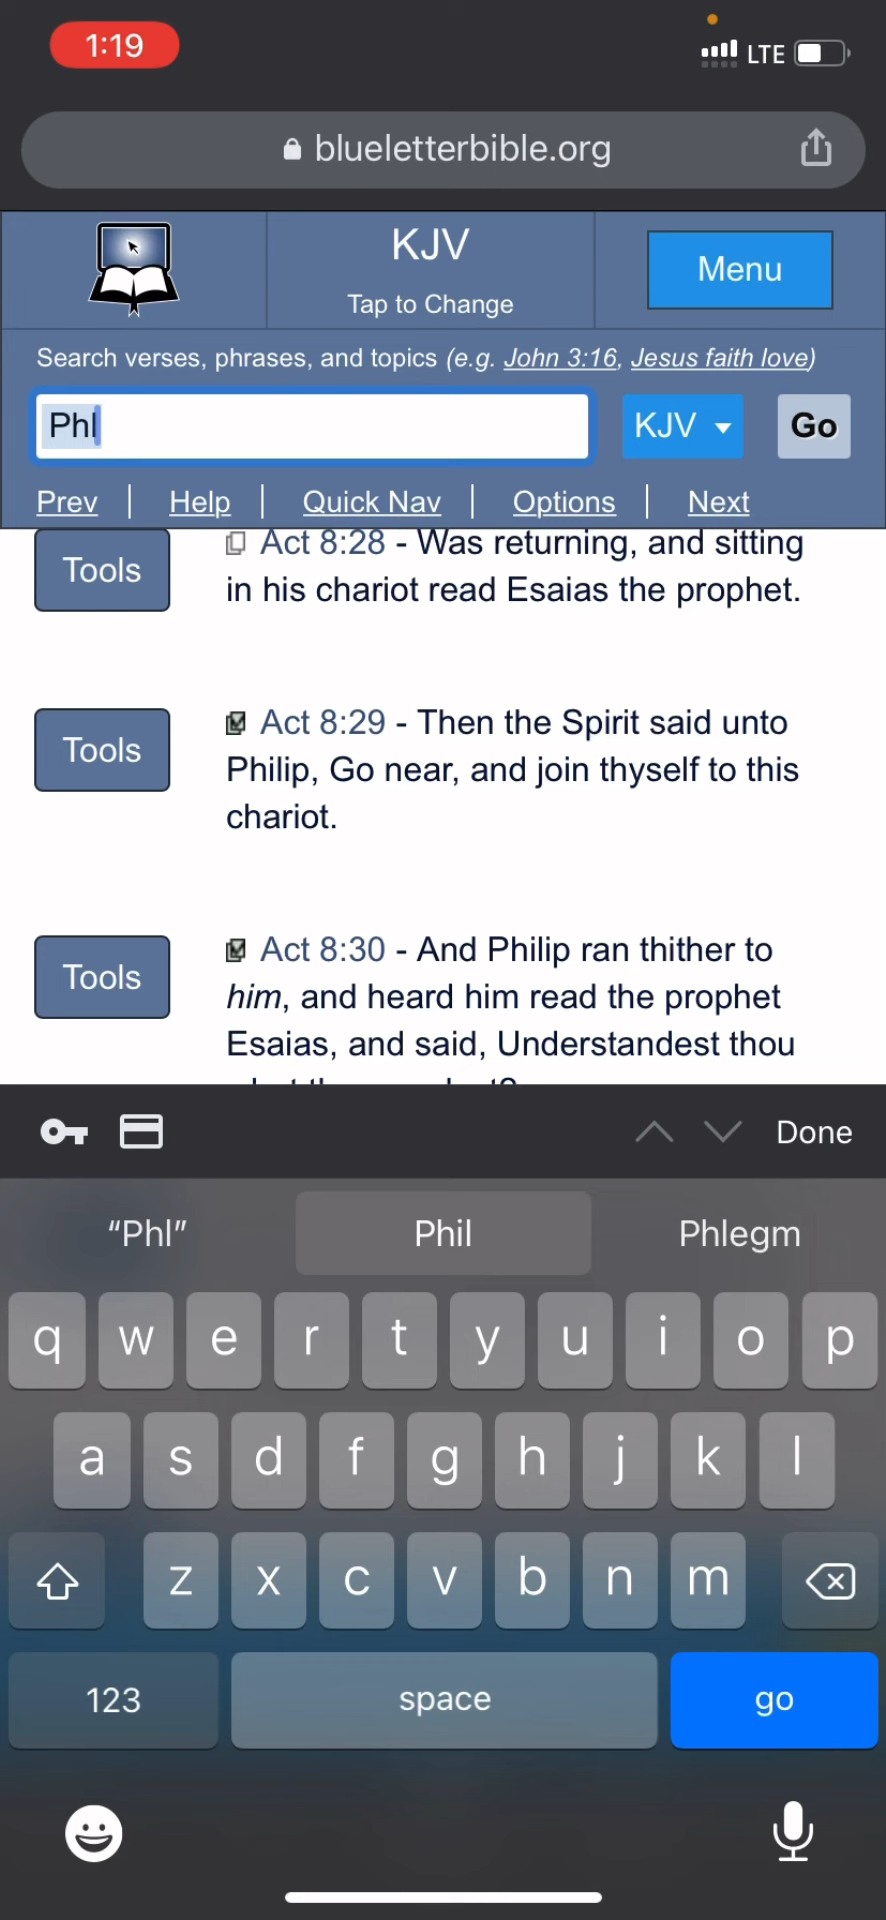 1:19
LTE
blueletterbible.org
KJV
Tap to Change
Menu
Search verses, phrases, and topics (e.g. John 3:16, Jesus faith love)
Phl
KJV
Go
Prev | Help | Quick Nav | Options | Next
Tools
Act 8:28 - Was returning, and sitting
in his chariot read Esaias the prophet.
Tools
Act 8:29 - Then the Spirit said unto
Philip, Go near, and join thyself to this
chariot.
Tools
Act 8:30 - And Philip ran thither to
him, and heard him read the prophet
Esaias, and said, Understandest thou
Done
“Phl” Phil Phlegm
q w e r t y u i o p
a s d f g h j k l
z x c v b n m
123 space go